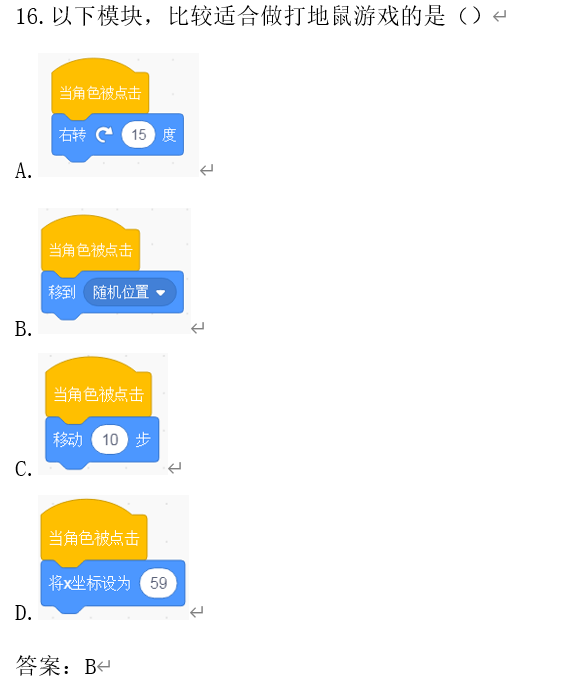 16.以下模块，比较适合做打地鼠游戏的是（）↵
当角色被点击
右转 15 度
A. ↵
当角色被点击
移到 随机位置
B. ↵
当角色被点击
移动 10 步
C. ↵
当角色被点击
将x坐标设为 59
D. ↵
答案：B↵